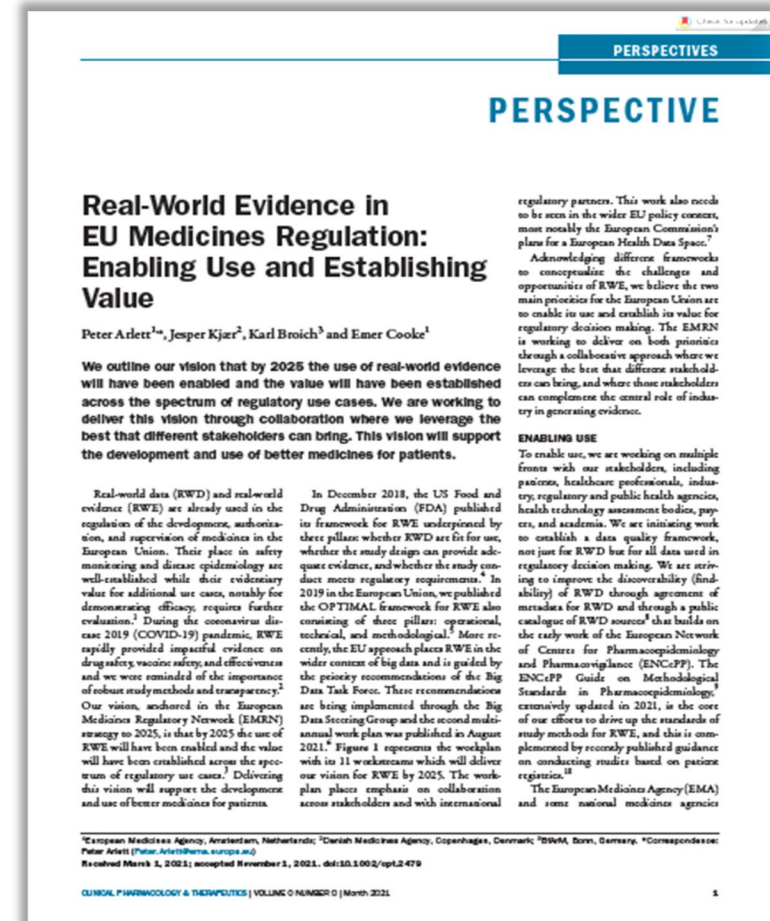 Check for updates
PERSPECTIVES
PERSPECTIVE
Real-World Evidence in
EU Medicines Regulation:
Enabling Use and Establishing
Value
Peter Arlett¹,*, Jesper Kjær², Karl Broich³ and Emer Cooke¹
We outline our vision that by 2025 the use of real-world evidence
will have been enabled and the value will have been established
across the spectrum of regulatory use cases. We are working to
deliver this vision through collaboration where we leverage the
best that different stakeholders can bring. This vision will support
the development and use of better medicines for patients.
Real-world data (RWD) and real-world
evidence (RWE) are already used in the
regulation of the development, authoriza-
tion, and supervision of medicines in the
European Union. Their place in safety
monitoring and disease epidemiology are
well-established while their evidentiary
value for additional use cases, notably for
demonstrating efficacy, requires further
evaluation.¹ During the coronavirus dis-
ease 2019 (COVID-19) pandemic, RWE
rapidly provided impactful evidence on
drug safety, vaccine safety, and effectiveness
and we were reminded of the importance
of robust study methods and transparency.²
Our vision, anchored in the European
Medicines Regulatory Network (EMRN)
strategy to 2025, is that by 2025 the use of
RWE will have been enabled and the value
will have been established across the spec-
trum of regulatory use cases.³ Delivering
this vision will support the development
and use of better medicines for patients.
In December 2018, the US Food and
Drug Administration (FDA) published
its framework for RWE underpinned by
three pillars: whether RWD are fit for use,
whether the study design can provide ade-
quate evidence, and whether the study con-
duct meets regulatory requirements.⁴ In
2019 in the European Union, we published
the OPTIMAL framework for RWE also
consisting of three pillars: operational,
technical, and methodological.⁵ More re-
cently, the EU approach places RWE in the
wider context of big data and is guided by
the priority recommendations of the Big
Data Task Force. These recommendations
are being implemented through the Big
Data Steering Group and the second multi-
annual work plan was published in August
2021.⁶ Figure 1 represents the workplan
with its 11 workstreams which will deliver
our vision for RWE by 2025. The work-
plan places emphasis on collaboration
across stakeholders and with international
regulatory partners. This work also needs
to be seen in the wider EU policy context,
most notably the European Commission's
plans for a European Health Data Space.⁷
Acknowledging different frameworks
to conceptualize the challenges and
opportunities of RWE, we believe the two
main priorities for the European Union are
to enable its use and establish its value for
regulatory decision making. The EMRN
is working to deliver on both priorities
through a collaborative approach where we
leverage the best that different stakehold-
ers can bring, and where those stakeholders
can complement the central role of indus-
try in generating evidence.
ENABLING USE
To enable use, we are working on multiple
fronts with our stakeholders, including
patients, healthcare professionals, indus-
try, regulatory and public health agencies,
health technology assessment bodies, pay-
ers, and academia. We are initiating work
to establish a data quality framework,
not just for RWD but for all data used in
regulatory decision making. We are striv-
ing to improve the discoverability (find-
ability) of RWD through agreement of
metadata for RWD and through a public
catalogue of RWD sources⁸ that builds on
the early work of the European Network
of Centres for Pharmacoepidemiology
and Pharmacovigilance (ENCePP). The
ENCePP Guide on Methodological
Standards in Pharmacoepidemiology,⁹
extensively updated in 2021, is the core
of our efforts to drive up the standards of
study methods for RWE, and this is com-
plemented by recently published guidance
on conducting studies based on patient
registries.¹⁰
The European Medicines Agency (EMA)
and some national medicines agencies
¹European Medicines Agency, Amsterdam, Netherlands; ²Danish Medicines Agency, Copenhagen, Denmark; ³BfArM, Bonn, Germany. *Correspondence:
Peter Arlett (Peter.Arlett@ema.europa.eu)
Received March 1, 2021; accepted November 1, 2021. doi:10.1002/cpt.2479
CLINICAL PHARMACOLOGY & THERAPEUTICS | VOLUME 0 NUMBER 0 | Month 2021
1